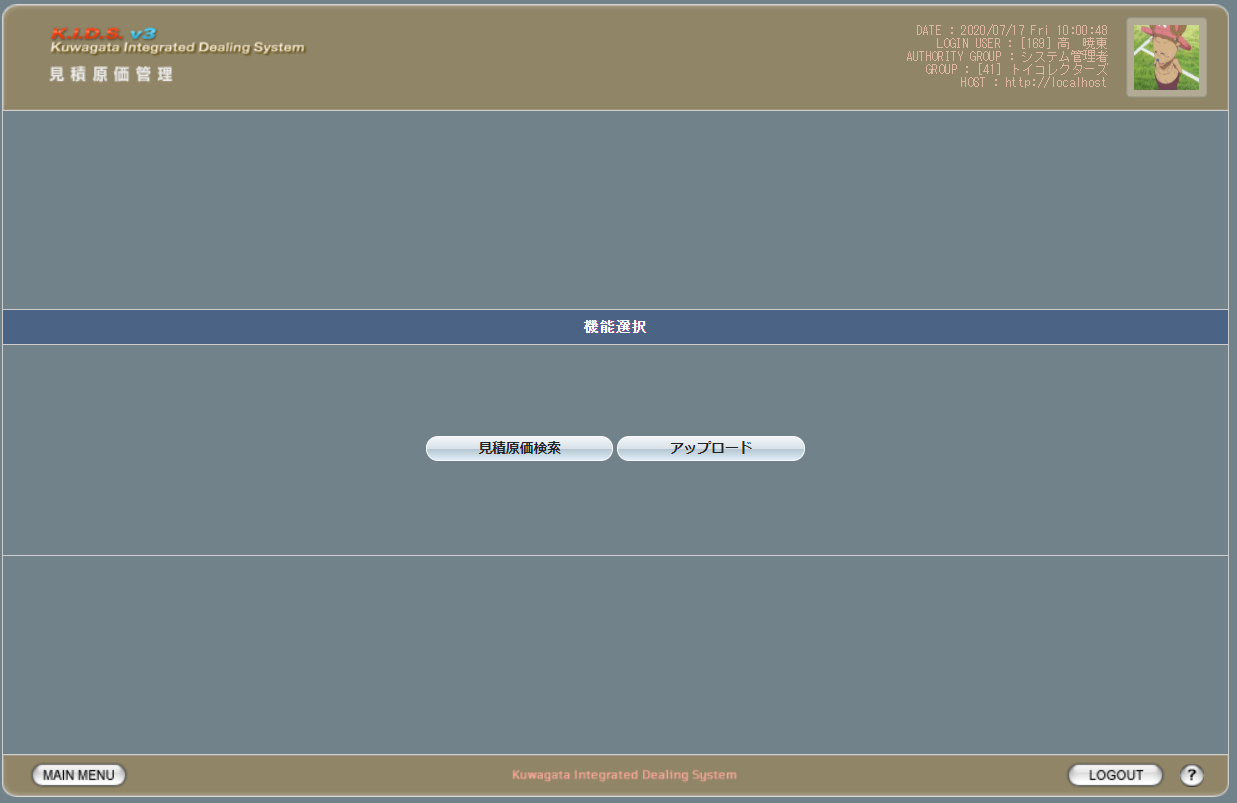 K.I.D.S. v3
Kuwagata Integrated Dealing System
見積原価管理
DATE : 2020/07/17 Fri 10:00:48
LOGIN USER : [169]高 暁東
AUTHORITY GROUP : システム管理者
GROUP : [41] トイコレクターズ
HOST : http://localhost
機能選択
見積原価検索
アップロード
MAIN MENU
Kuwagata Integrated Dealing System
LOGOUT
?